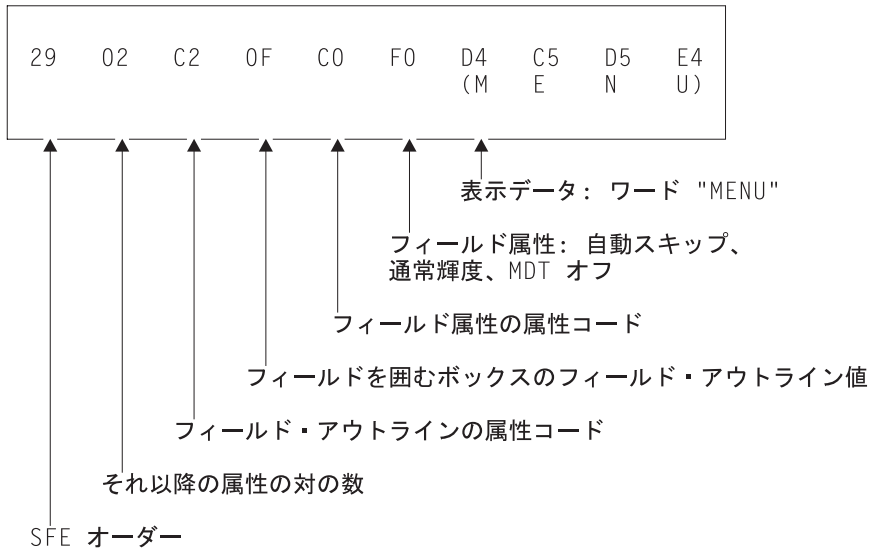 29 02 C2 0F C0 F0 D4 C5 D5 E4
(M E N U)
表示データ: ワード "MENU"
フィールド属性: 自動スキップ、
通常輝度、MDT オフ
フィールド属性の属性コード
フィールドを囲むボックスのフィールド・アウトライン値
フィールド・アウトラインの属性コード
それ以降の属性の対の数
SFE オーダー